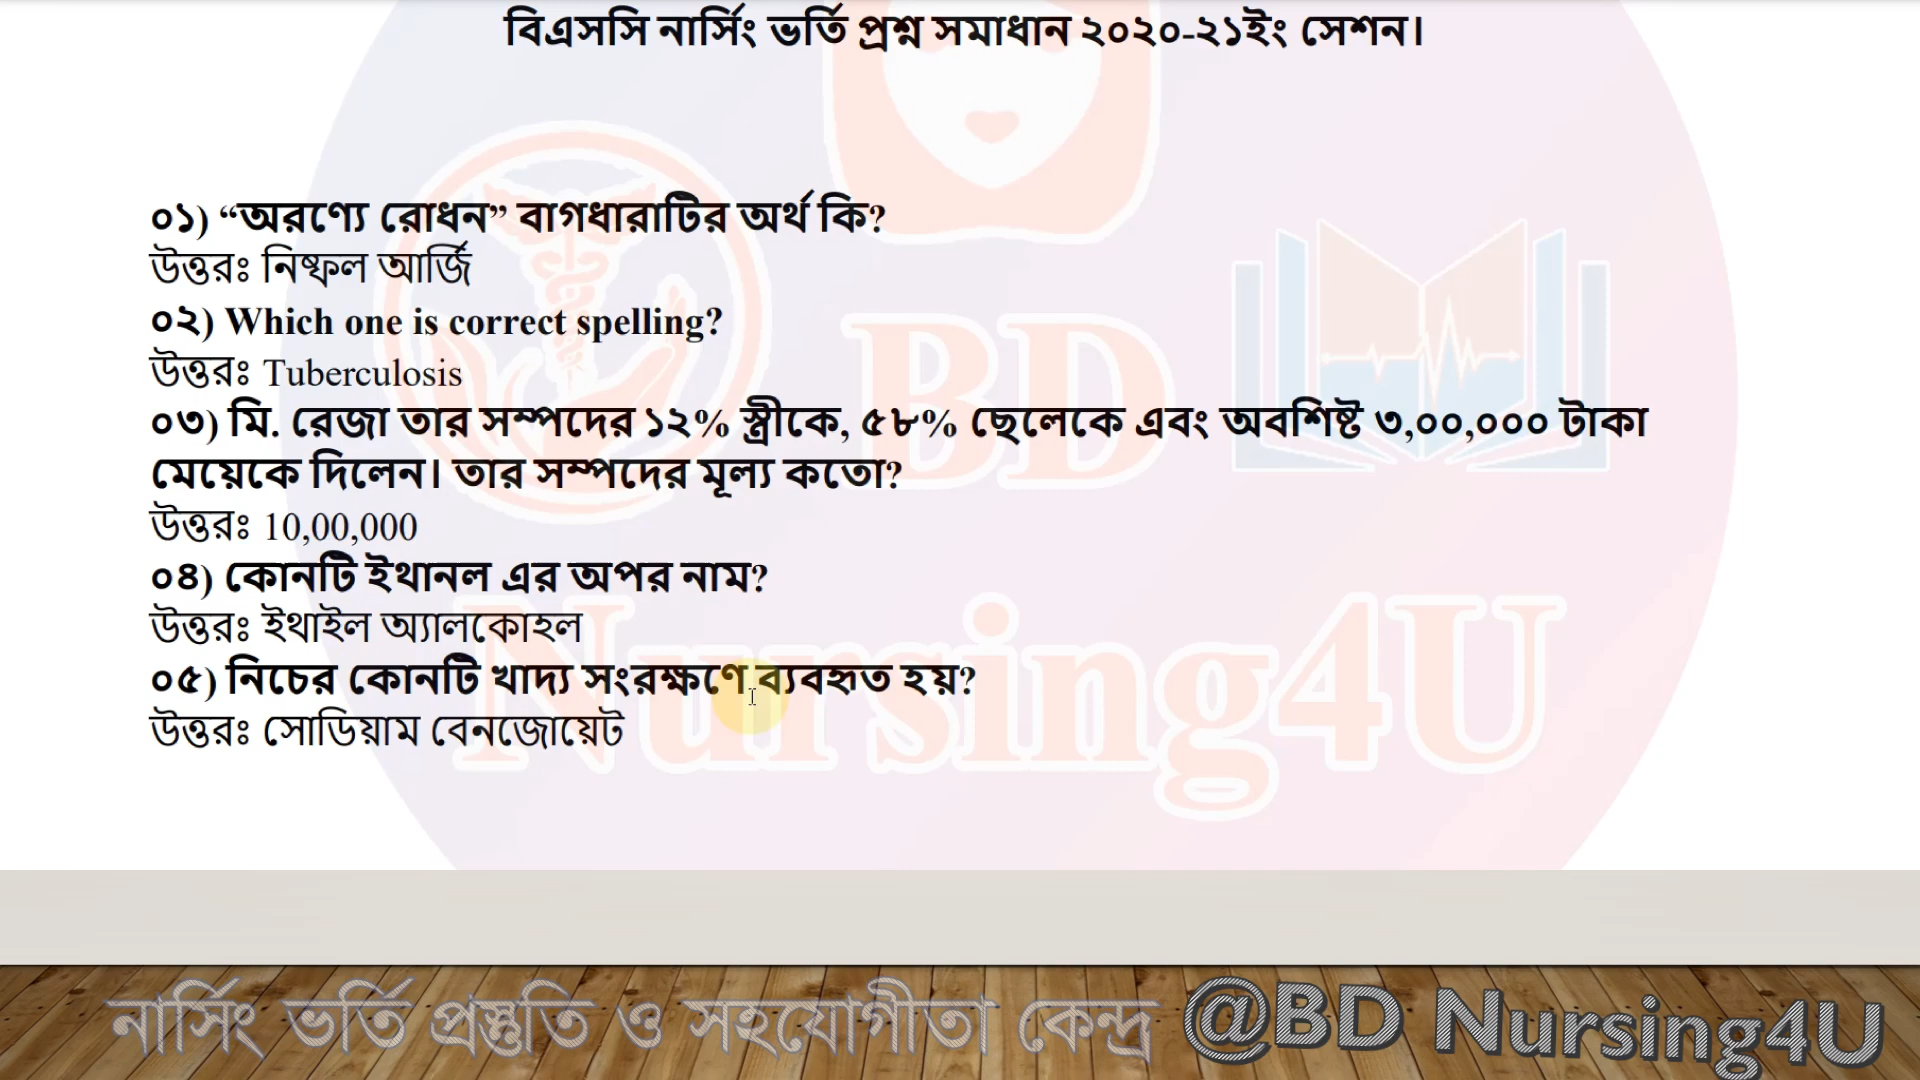 বিএসসি নার্সিং ভর্তি প্রশ্ন সমাধান ২০২০-২১ইং সেশন।
০১) “অরণ্যে রোধন” বাগধারাটির অর্থ কি?
উত্তরঃ নিষ্ফল আর্জি
০২) Which one is correct spelling?
উত্তরঃ Tuberculosis
০৩) মি. রেজা তার সম্পদের ১২% স্ত্রীকে, ৫৮% ছেলেকে এবং অবশিষ্ট ৩,০০,০০০ টাকা
মেয়েকে দিলেন। তার সম্পদের মূল্য কতো?
উত্তরঃ 10,00,000
০৪) কোনটি ইথানল এর অপর নাম?
উত্তরঃ ইথাইল অ্যালকোহল
০৫) নিচের কোনটি খাদ্য সংরক্ষণে ব্যবহৃত হয়?
উত্তরঃ সোডিয়াম বেনজোয়েট
BD
Nursing4U
নার্সিং ভর্তি প্রস্তুতি ও সহযোগীতা কেন্দ্র @BD Nursing4U